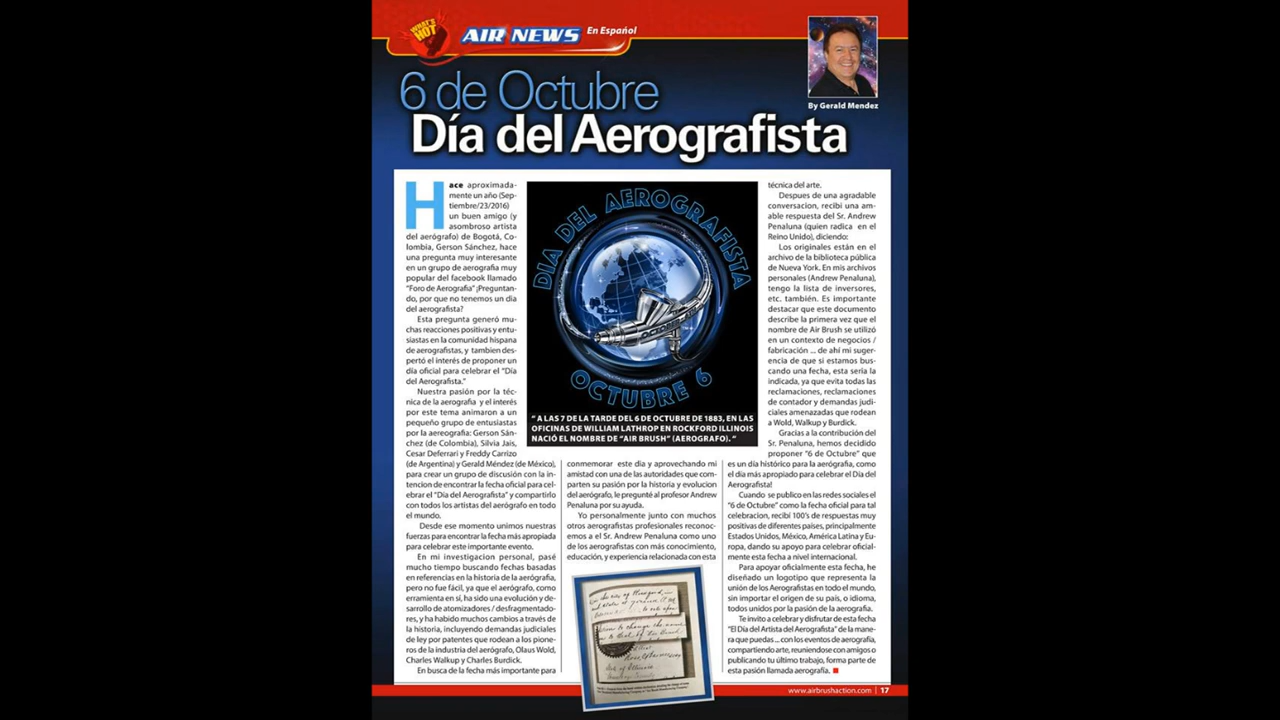 WHAT'S
HOT
AIR NEWS En Español
By Gerald Mendez
6 de Octubre
Día del Aerografista
Hace aproximada-
mente un año (Sep-
tiembre/23/2016)
un buen amigo (y
asombroso artista
del aerógrafo) de Bogotá, Co-
lombia, Gerson Sánchez, hace
una pregunta muy interesante
en un grupo de aerografia muy
popular del facebook llamado
"Foro de Aerografia" ¡Preguntan-
do, por que no tenemos un dia
del aerografista?
Esta pregunta generó mu-
chas reacciones positivas y entu-
siastas en la comunidad hispana
de aerografistas, y tambien des-
pertó el interés de proponer un
día oficial para celebrar el "Día
del Aerografista."
Nuestra pasión por la téc-
nica de la aerografia y el interés
por este tema animaron a un
pequeño grupo de entusiastas
por la aerografia: Gerson Sán-
chez (de Colombia), Silvia Jais,
Cesar Deferrari y Freddy Carrizo
(de Argentina) y Gerald Méndez (de México),
para crear un grupo de discusión con la in-
tencion de encontrar la fecha oficial para cel-
ebrar el "Día del Aerografista" y compartirlo
con todos los artistas del aerógrafo en todo
el mundo.
Desde ese momento unimos nuestras
fuerzas para encontrar la fecha más apropiada
para celebrar este importante evento.
En mi investigacion personal, pasé
mucho tiempo buscando fechas basadas
en referencias en la historia de la aerógrafia,
pero no fue fácil, ya que el aerógrafo, como
erramienta en sí, ha sido una evolución y de-
sarrollo de atomizadores / desfragmentado-
res, y ha habido muchos cambios a través de
la historia, incluyendo demandas judiciales
de ley por patentes que rodean a los pione-
ros de la industria del aerógrafo, Olaus Wold,
Charles Walkup y Charles Burdick.
En busca de la fecha más importante para
DIA DEL AEROGRAFISTA
OCTOBER
OCTUBRE 6
" A LAS 7 DE LA TARDE DEL 6 DE OCTUBRE DE 1883, EN LAS
OFICINAS DE WILLIAM LATHROP EN ROCKFORD ILLINOIS
NACIÓ EL NOMBRE DE "AIR BRUSH" (AEROGRAFO). "
conmemorar este dia y aprovechando mi
amistad con una de las autoridades que com-
parten su pasión por la historia y evolucion
del aerógrafo, le pregunté al profesor Andrew
Penaluna por su ayuda.
Yo personalmente junto con muchos
otros aerografistas profesionales reconoc-
emos a el Sr. Andrew Penaluna como uno
de los aerografistas con más conocimiento,
educación, y experiencia relacionada con esta
técnica del arte.
Despues de una agradable
conversacion, recibi una am-
able respuesta del Sr. Andrew
Penaluna (quien radica en el
Reino Unido), diciendo:
Los originales están en el
archivo de la biblioteca pública
de Nueva York. En mis archivos
personales (Andrew Penaluna),
tengo la lista de inversores,
etc. también. Es importante
destacar que este documento
describe la primera vez que el
nombre de Air Brush se utilizó
en un contexto de negocios /
fabricación ... de ahí mi suger-
encia de que si estamos bus-
cando una fecha, esta seria la
indicada, ya que evita todas las
reclamaciones, reclamaciones
de contador y demandas judi-
ciales amenazadas que rodean
a Wold, Walkup y Burdick.
Gracias a la contribución del
Sr. Penaluna, hemos decidido
proponer "6 de Octubre" que
es un día histórico para la aerógrafia, como
el día más apropiado para celebrar el Día del
Aerografista!
Cuando se publico en las redes sociales el
"6 de Octubre" como la fecha oficial para tal
celebracion, recibí 100's de respuestas muy
positivas de diferentes países, principalmente
Estados Unidos, México, América Latina y Eu-
ropa, dando su apoyo para celebrar oficial-
mente esta fecha a nivel internacional.
Para apoyar oficialmente esta fecha, he
diseñado un logotipo que representa la
unión de los Aerografistas en todo el mundo,
sin importar el origen de su país, o idioma,
todos unidos por la pasión de la aerografia.
Te invito a celebrar y disfrutar de esta fecha
"El Día del Artista del Aerografista" de la mane-
ra que puedas ... con los eventos de aerografia,
compartiendo arte, reuniendose con amigos o
publicando tu último trabajo, forma parte de
esta pasión llamada aerografia.
to change the name
www.airbrushaction.com | 17